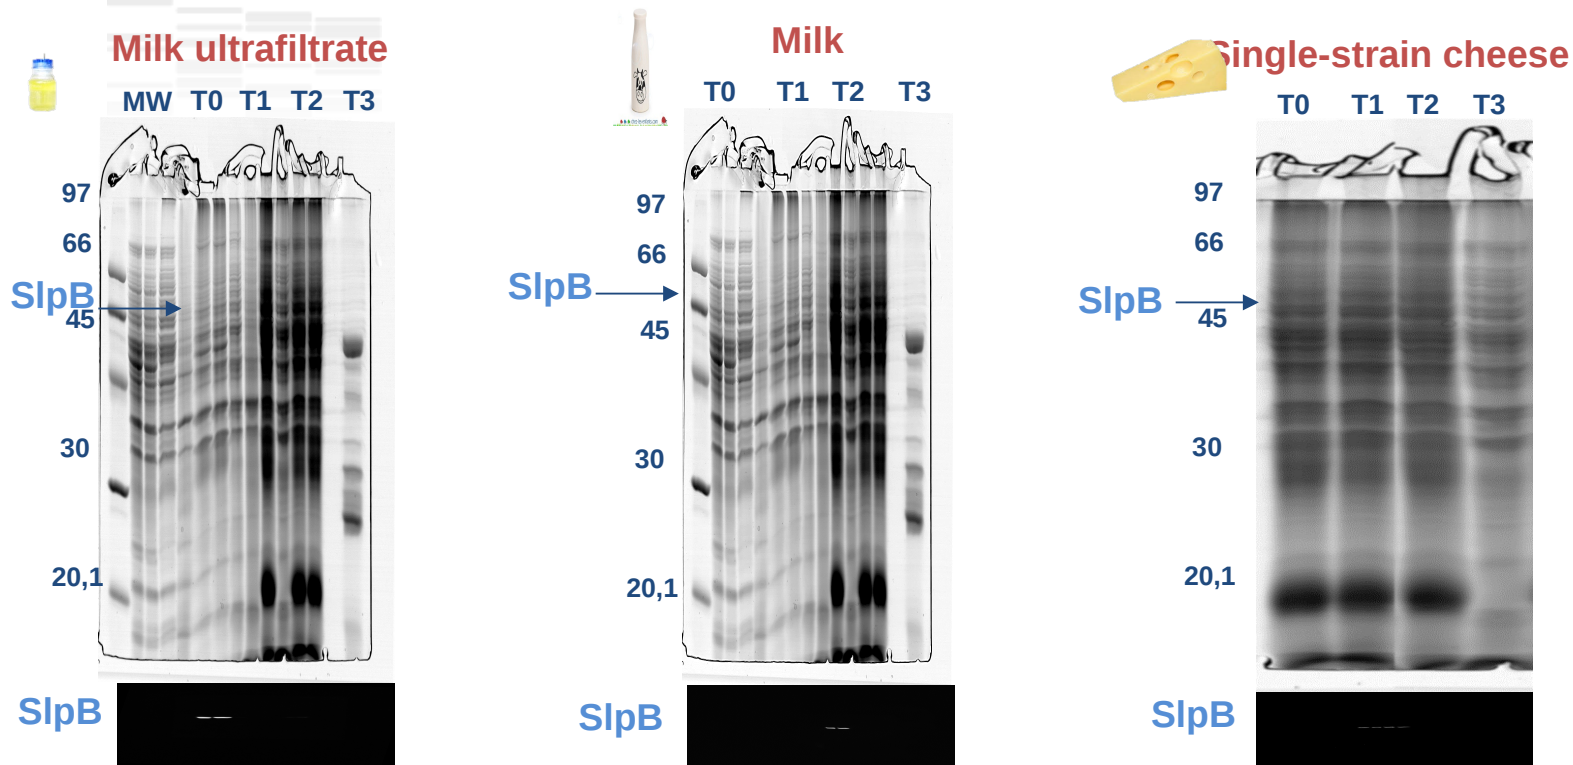 Milk ultrafiltrate
MW T0 T1 T2 T3
97
66
SlpB
45
30
20,1
SlpB
Milk
T0 T1 T2 T3
97
66
SlpB
45
30
20,1
SlpB
Single-strain cheese
T0 T1 T2 T3
97
66
SlpB
45
30
20,1
SlpB